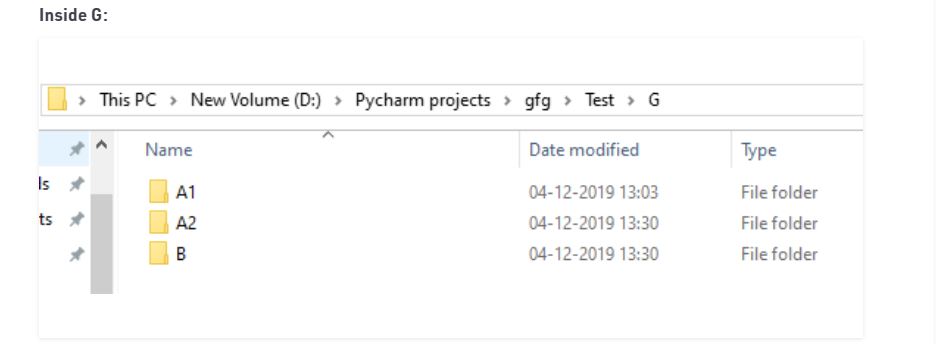 Inside G:
This PC > New Volume (D:) > Pycharm projects > gfg > Test > G
Name Date modified Type
ls A1 04-12-2019 13:03 File folder
ts A2 04-12-2019 13:30 File folder
B 04-12-2019 13:30 File folder